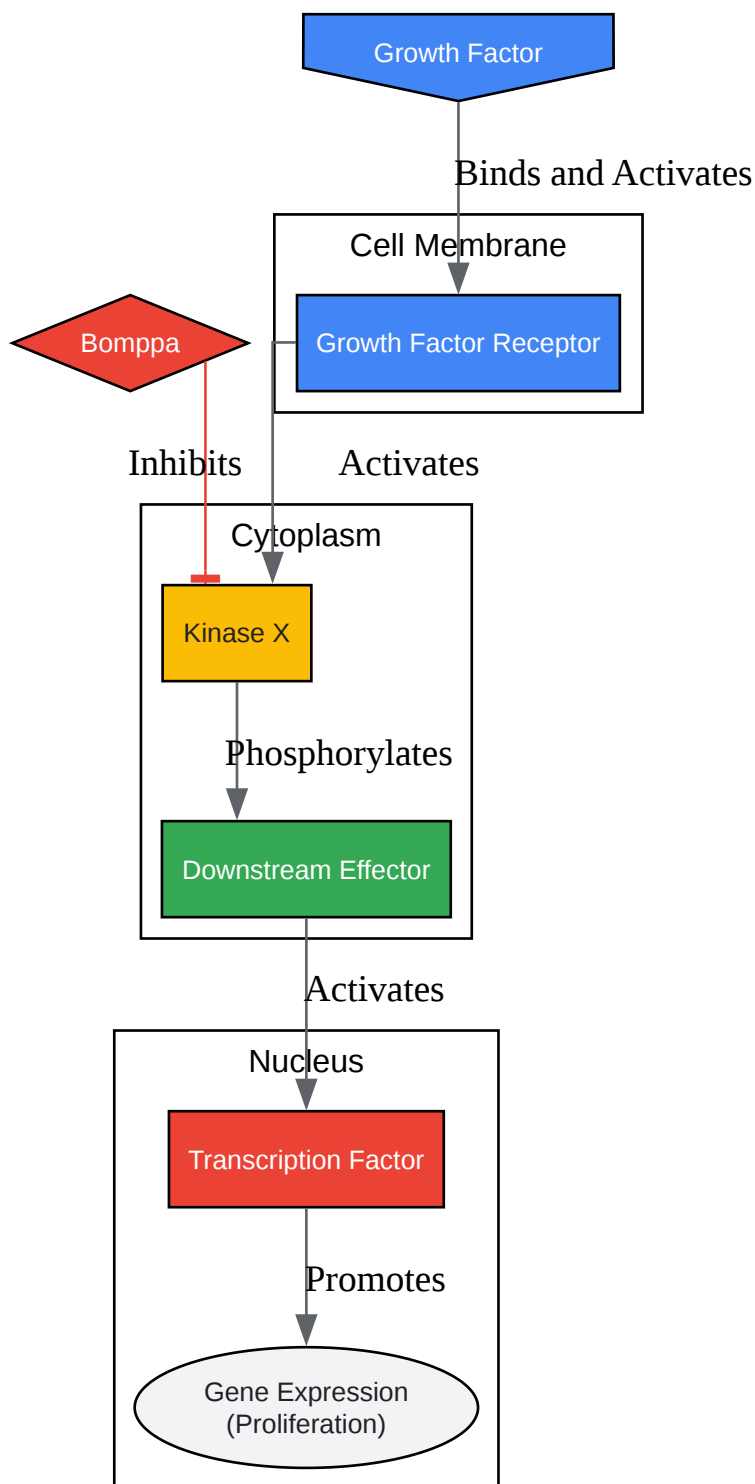 Growth Factor
Binds and Activates
Cell Membrane
Bomppa
Growth Factor Receptor
Inhibits
Activates
Cytoplasm
Kinase X
Phosphorylates
Downstream Effector
Activates
Nucleus
Transcription Factor
Promotes
Gene Expression
(Proliferation)